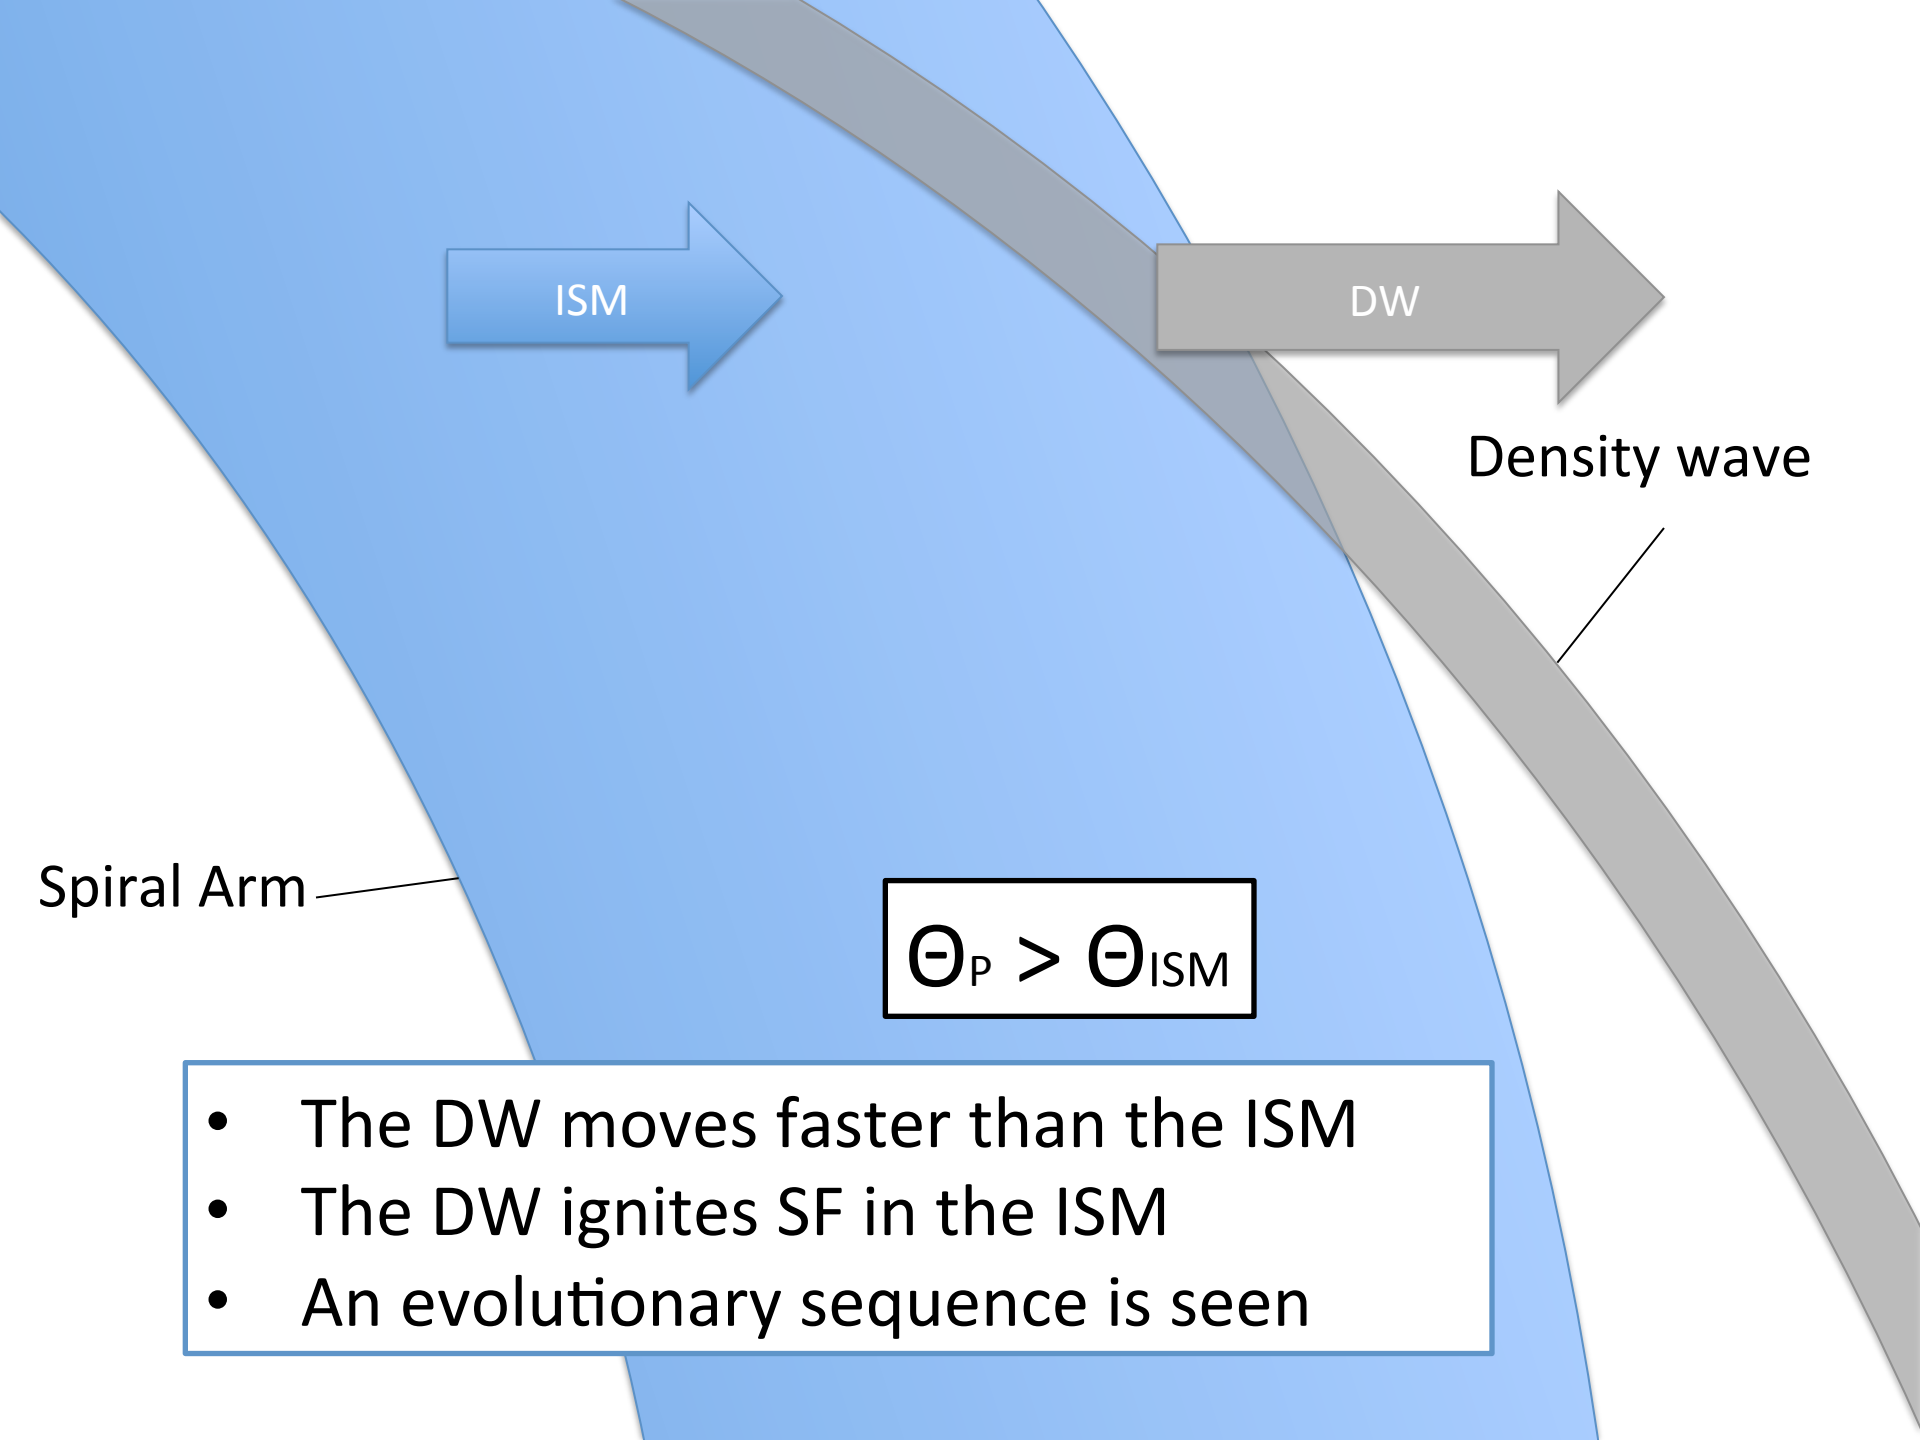 ISM
DW
Density wave
Spiral Arm
ΘP > ΘISM
• The DW moves faster than the ISM
• The DW ignites SF in the ISM
• An evolutionary sequence is seen